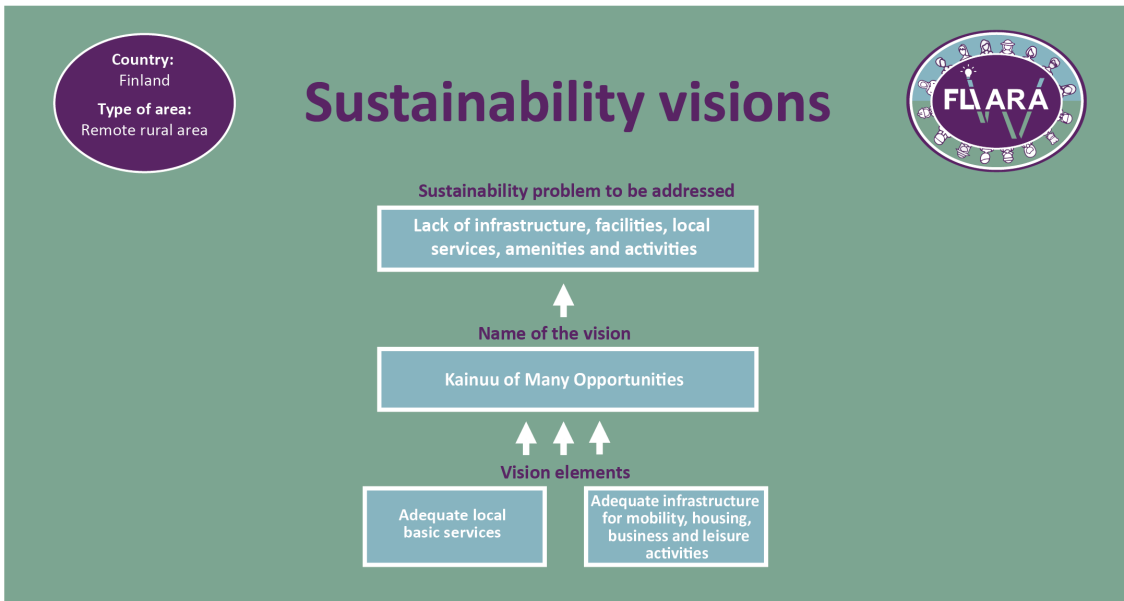 Country:
Finland
Type of area:
Remote rural area
Sustainability visions
FLIARA
Sustainability problem to be addressed
Lack of infrastructure, facilities, local
services, amenities and activities
Name of the vision
Kainuu of Many Opportunities
Vision elements
Adequate local
basic services
Adequate infrastructure
for mobility, housing,
business and leisure
activities